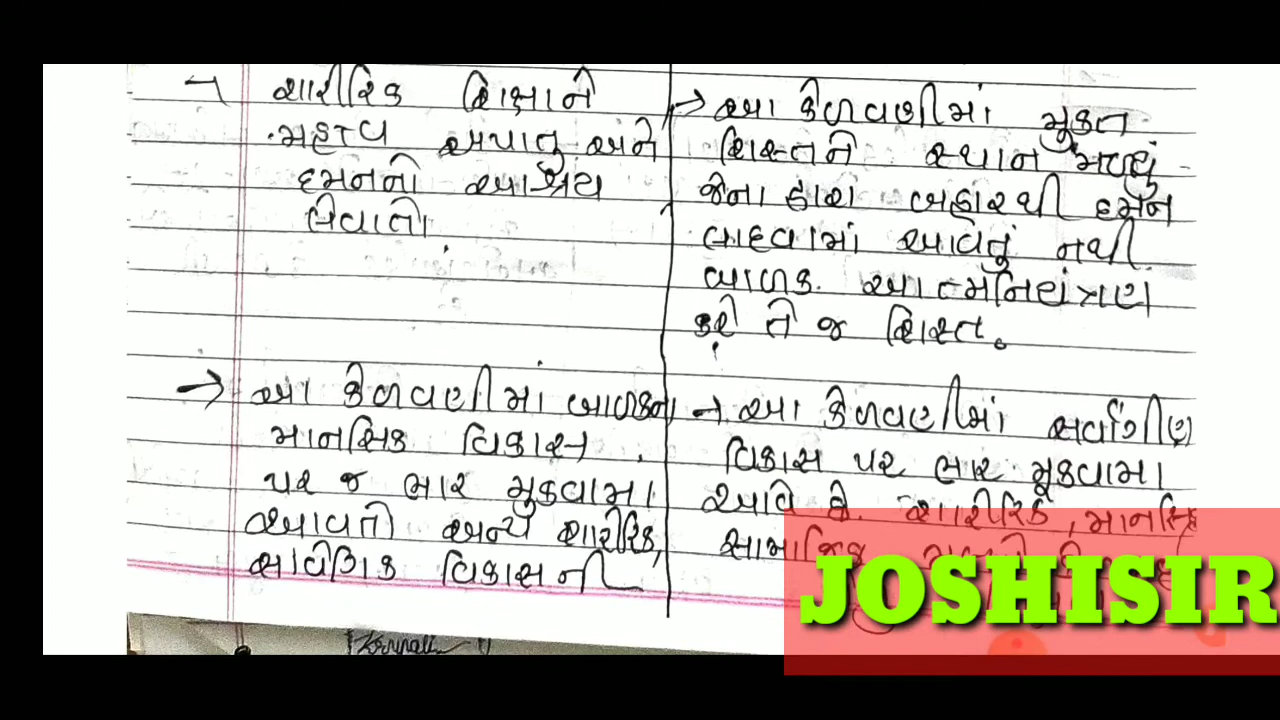 → શારીરિક શિક્ષાને
મહત્વ અપાતુ અને
દમનનો આશ્રય
લેવાતો.
→ આ કેળવણીમાં બાળકના
માનસિક વિકાસ
પર જ ભાર મુકવામાં
આવતો અન્ય શારીરિક,
સાંવેગિક વિકાસની
→ આ કેળવણીમાં મુક્ત
શિસ્તને સ્થાન મળ્યું
જેના દ્વારા બહારથી દમન
લાદવામાં આવતું નથી
બાળક આત્મનિયંત્રણ
કરે તે જ શિસ્ત.
→ આ કેળવણીમાં સર્વાંગીણ
વિકાસ પર ભાર મૂકવામાં
આવે છે. શારીરિક, માનસિક
સામાજિક
JOSHISIR